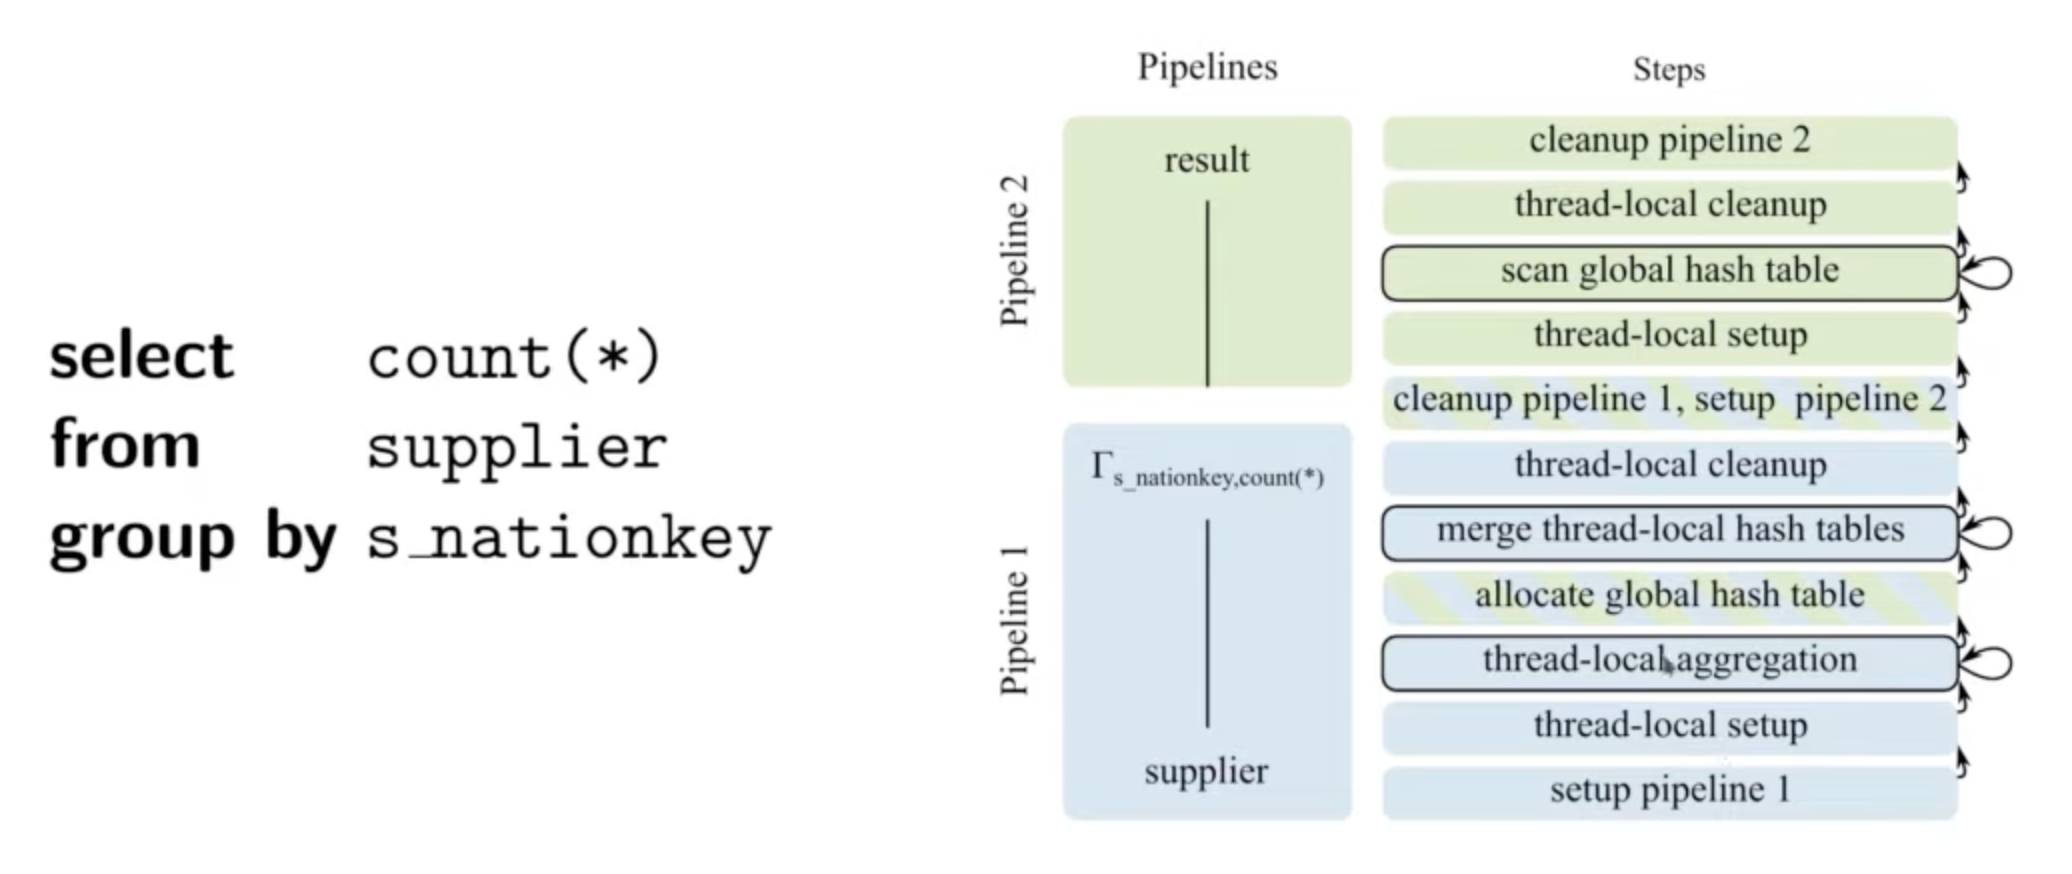 select count(*)
from supplier
group by s_nationkey
Pipelines
Steps
Pipeline 2
result
Pipeline 1
Γs_nationkey,count(*)
supplier
cleanup pipeline 2
thread-local cleanup
scan global hash table
thread-local setup
cleanup pipeline 1, setup pipeline 2
thread-local cleanup
merge thread-local hash tables
allocate global hash table
thread-local aggregation
thread-local setup
setup pipeline 1